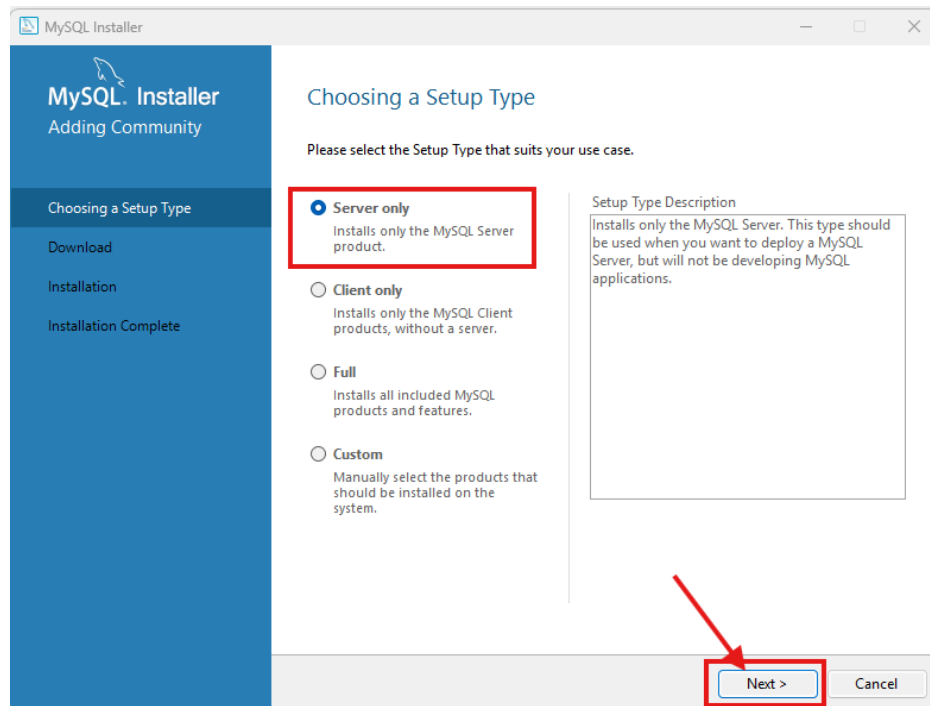 MySQL Installer
MySQL. Installer
Adding Community
Choosing a Setup Type
Download
Installation
Installation Complete
Choosing a Setup Type
Please select the Setup Type that suits your use case.
Server only
Installs only the MySQL Server
product.
Client only
Installs only the MySQL Client
products, without a server.
Full
Installs all included MySQL
products and features.
Custom
Manually select the products that
should be installed on the
system.
Setup Type Description
Installs only the MySQL Server. This type should
be used when you want to deploy a MySQL
Server, but will not be developing MySQL
applications.
Next >
Cancel